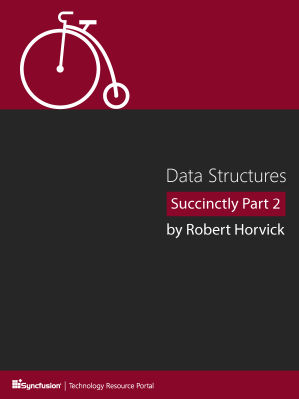 Data Structures
Succinctly Part 2
by Robert Horvick
Syncfusion | Technology Resource Portal